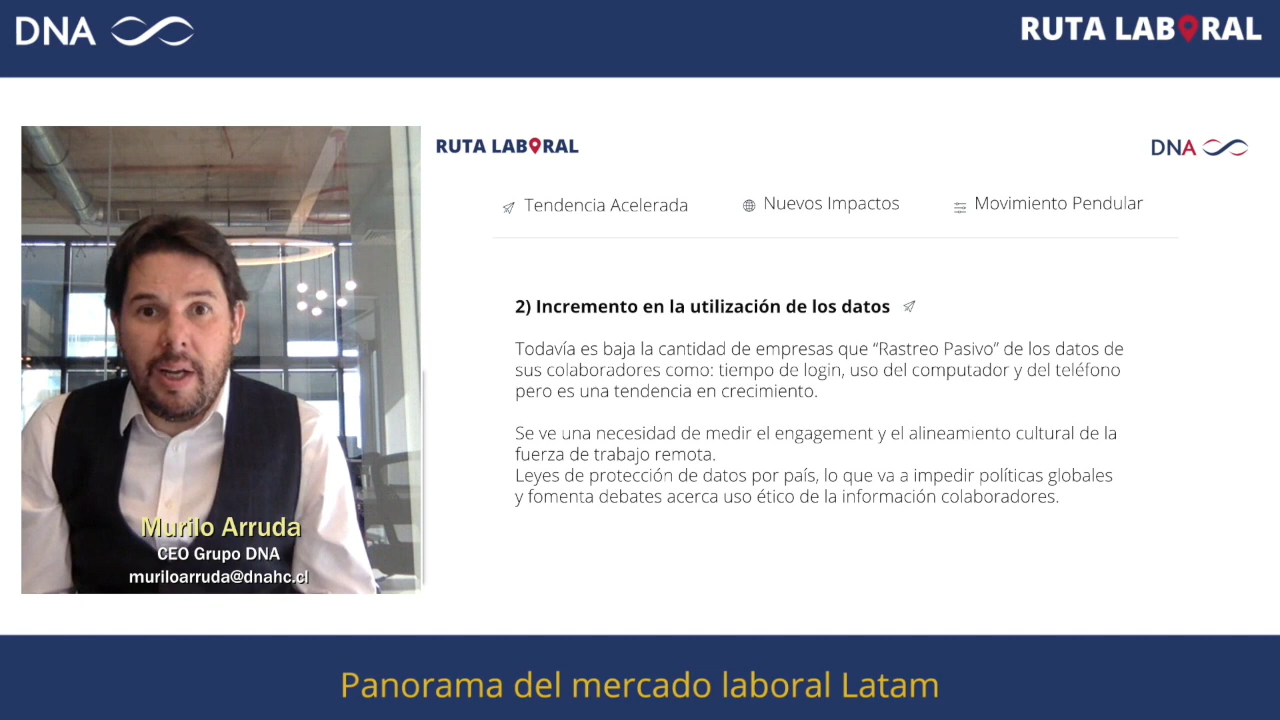 DNA
RUTA LABORAL
RUTA LABORAL
DNA
Tendencia Acelerada
Nuevos Impactos
Movimiento Pendular
2) Incremento en la utilización de los datos
Todavía es baja la cantidad de empresas que “Rastreo Pasivo” de los datos de
sus colaboradores como: tiempo de login, uso del computador y del teléfono
pero es una tendencia en crecimiento.
Se ve una necesidad de medir el engagement y el alineamiento cultural de la
fuerza de trabajo remota.
Leyes de protección de datos por país, lo que va a impedir políticas globales
y fomenta debates acerca uso ético de la información colaboradores.
Murilo Arruda
CEO Grupo DNA
muriloarruda@dnahc.cl
Panorama del mercado laboral Latam